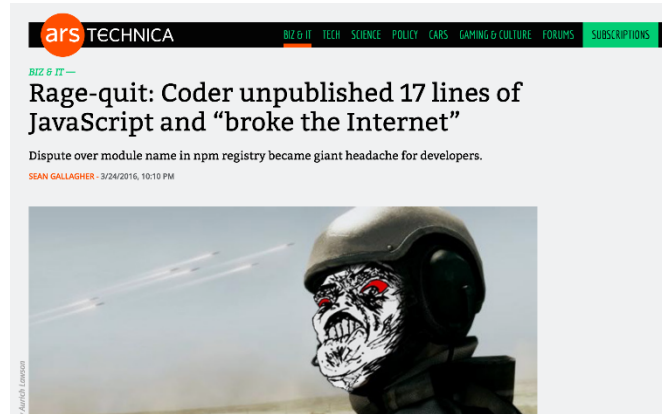 ars TECHNICA
BIZ & IT TECH SCIENCE POLICY CARS GAMING & CULTURE FORUMS SUBSCRIPTIONS
BIZ & IT —
Rage-quit: Coder unpublished 17 lines of
JavaScript and “broke the Internet”
Dispute over module name in npm registry became giant headache for developers.
SEAN GALLAGHER - 3/24/2016, 10:10 PM
Aurich Lawson